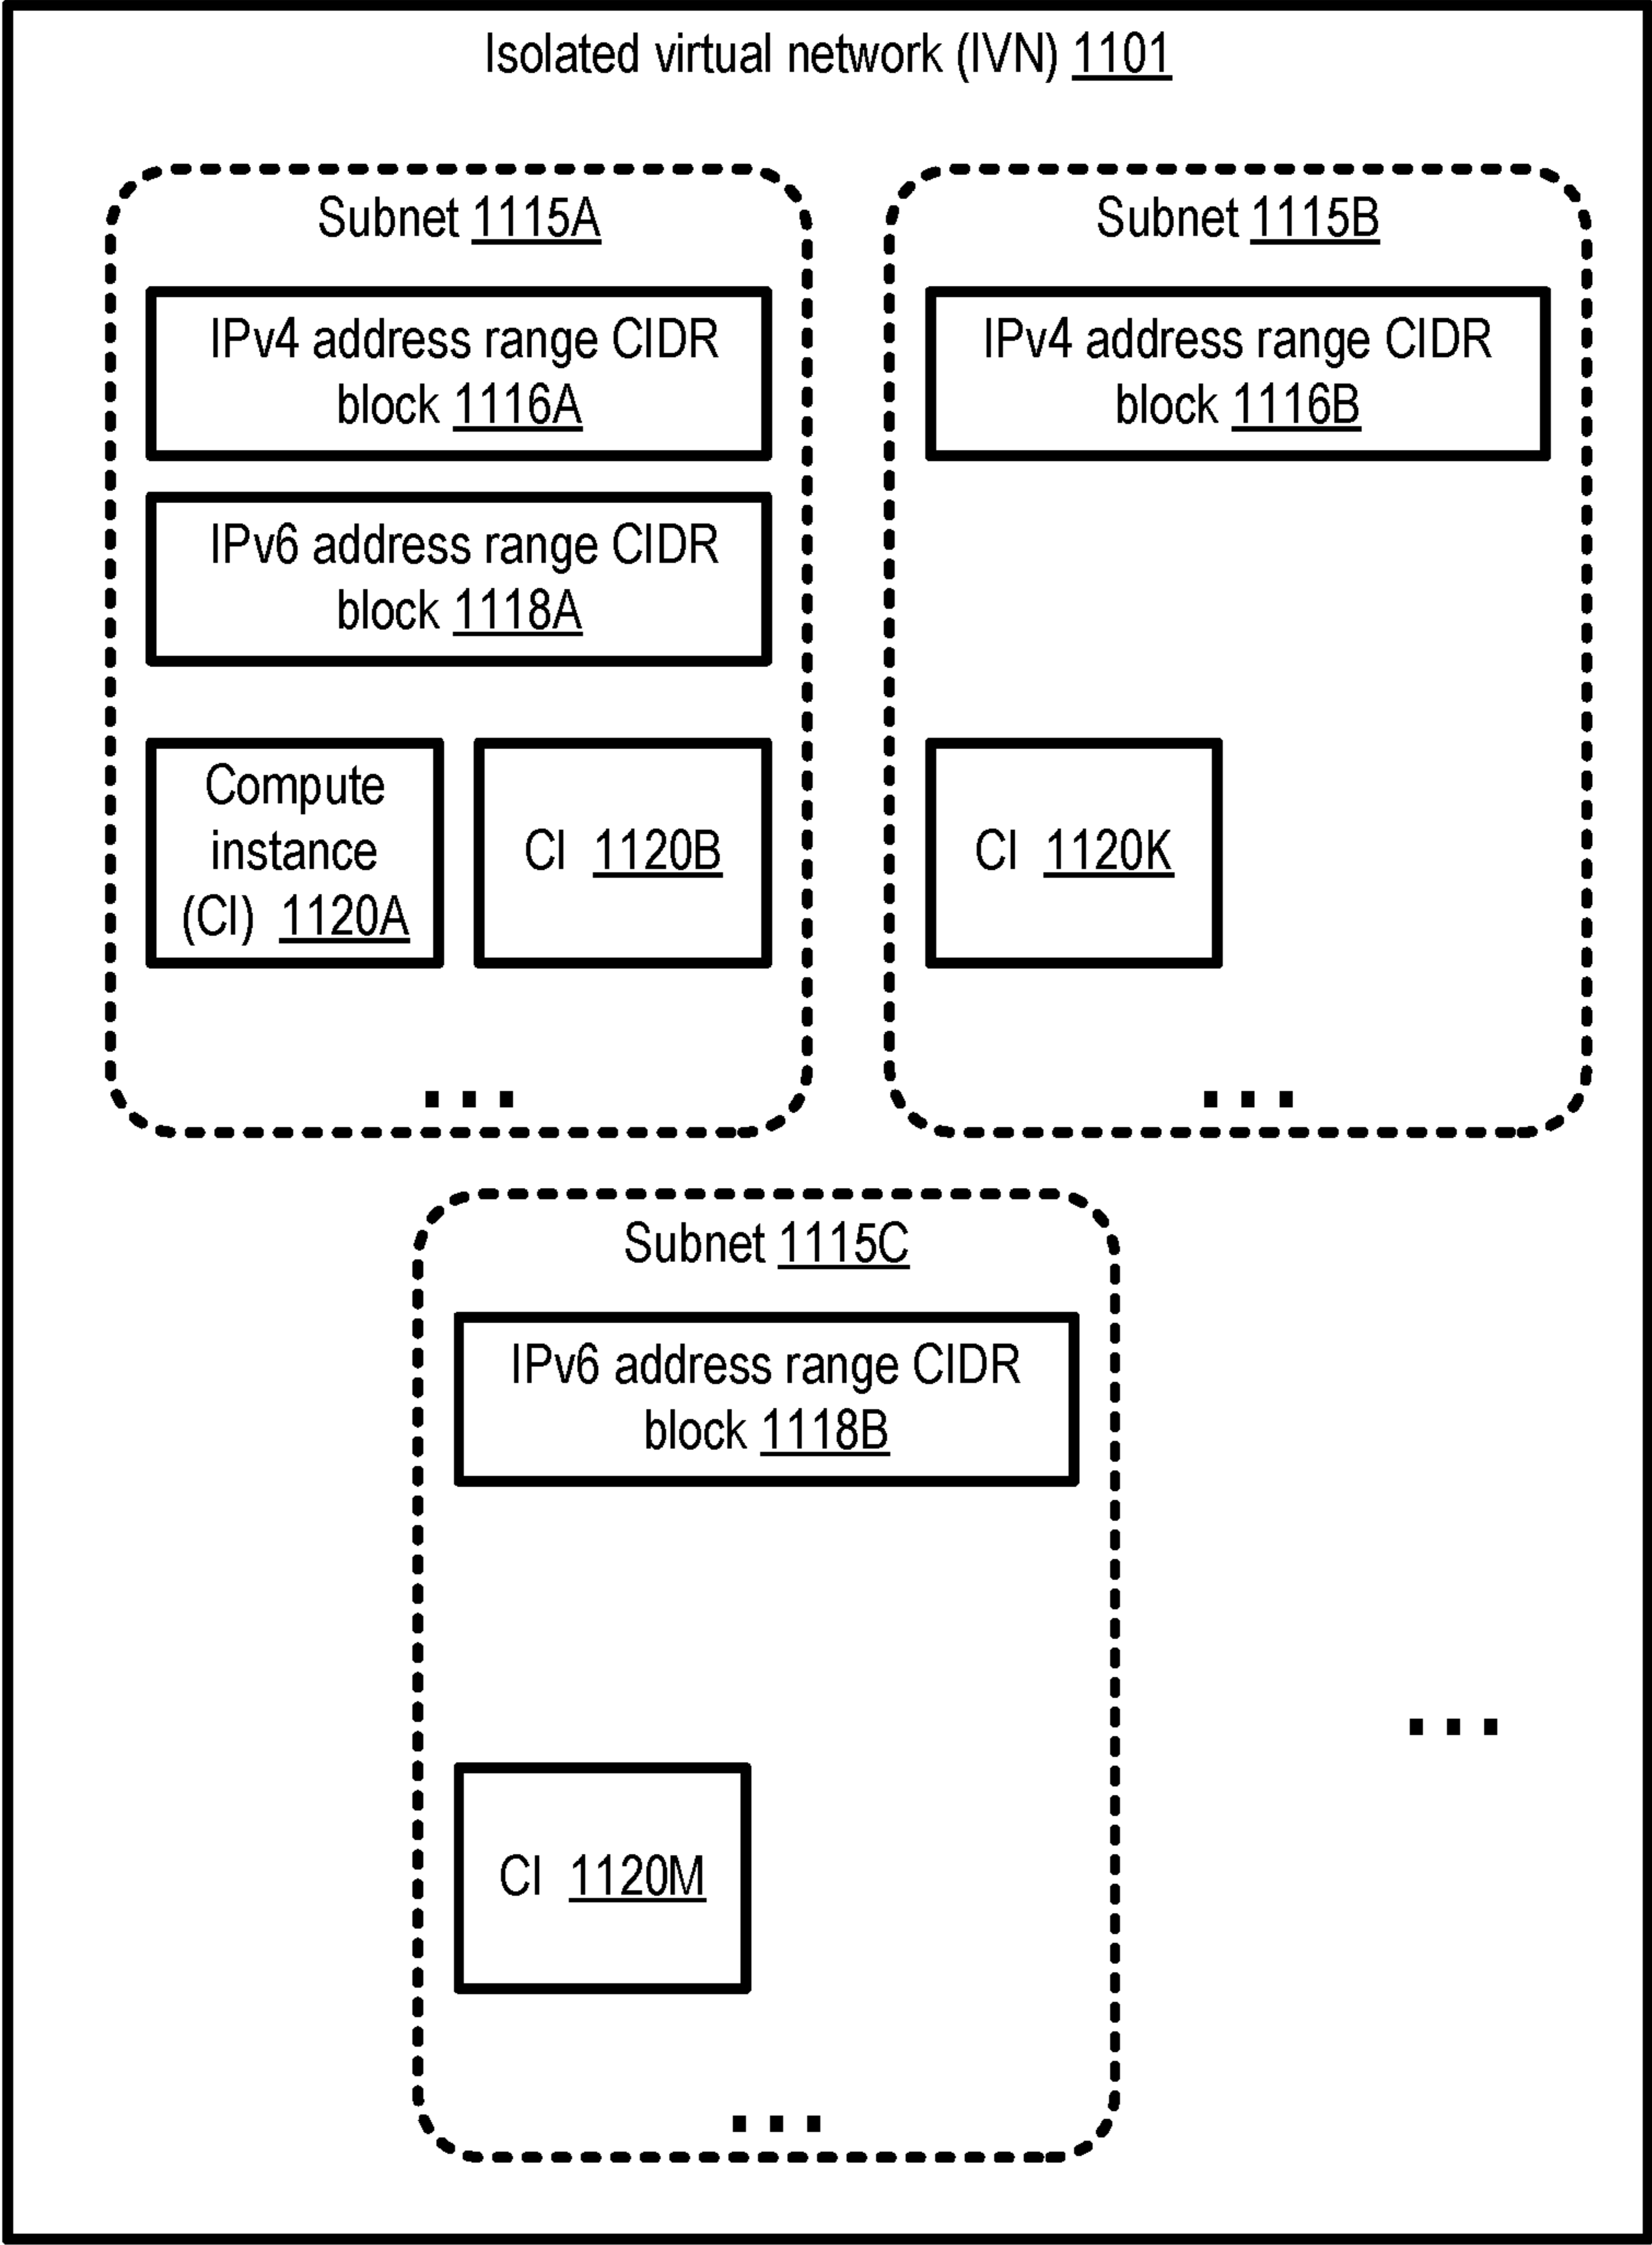 Isolated virtual network (IVN) 1101
Subnet 1115A
IPv4 address range CIDR
block 1116A
IPv6 address range CIDR
block 1118A
Compute
instance
(CI) 1120A
CI 1120B
...
Subnet 1115B
IPv4 address range CIDR
block 1116B
CI 1120K
...
Subnet 1115C
IPv6 address range CIDR
block 1118B
CI 1120M
...
...